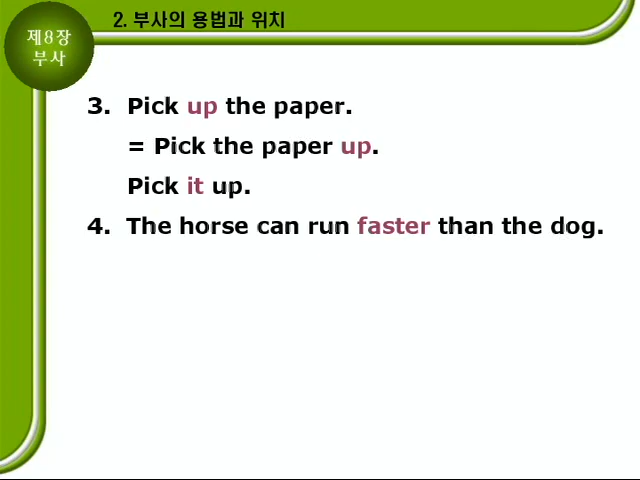 2. 부사의 용법과 위치
제8장
부사
3. Pick up the paper.
= Pick the paper up.
Pick it up.
4. The horse can run faster than the dog.